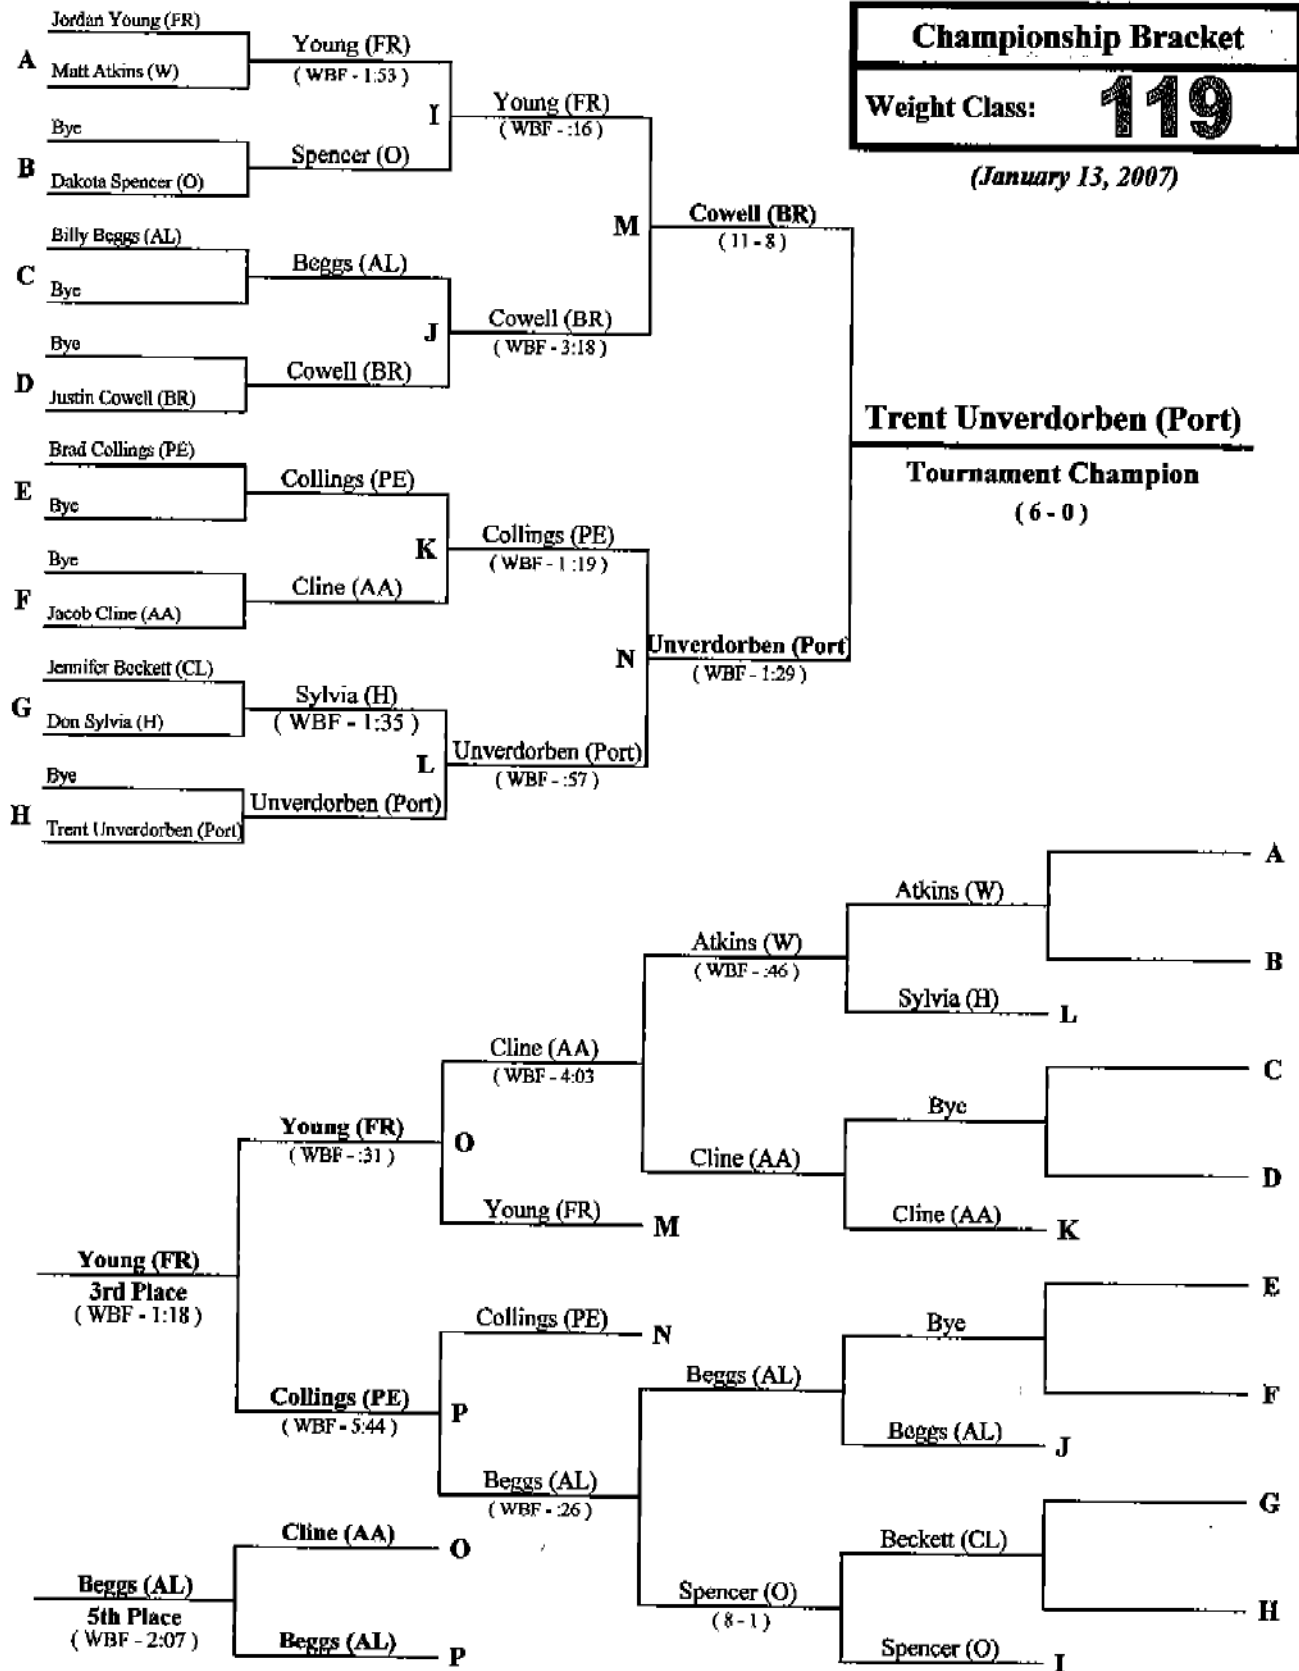 Championship Bracket
Weight Class: 119
(January 13, 2007)
Jordan Young (FR)
A
Matt Atkins (W)
Young (FR)
( WBF - 1:53)
Bye
B
Dakota Spencer (O)
Spencer (O)
I
Young (FR)
(WBF - :16 )
Billy Beggs (AL)
C
Bye
Beggs (AL)
Bye
D
Justin Cowell (BR)
Cowell (BR)
J
Cowell (BR)
( WBF - 3:18 )
M
Cowell (BR)
( 11 - 8 )
Brad Collings (PE)
E
Bye
Collings (PE)
Bye
F
Jacob Cline (AA)
Cline (AA)
K
Collings (PE)
(WBF - 1:19 )
Jennifer Beckett (CL)
G
Don Sylvia (H)
Sylvia (H)
( WBF - 1:35 )
Bye
H
Trent Unverdorben (Port)
Unverdorben (Port)
L
Unverdorben (Port)
( WBF - :57 )
N
Unverdorben (Port
( WBF - 1:29 )
Trent Unverdorben (Port)
Tournament Champion
( 6 - 0 )
A
Atkins (W)
B
Atkins (W)
( WBF - :46 )
Sylvia (H)
L
Cline (AA)
( WBF - 4:03
C
Bye
D
Cline (AA)
Cline (AA)
K
Young (FR)
( WBF - :31 )
O
Young (FR)
M
Young (FR)
3rd Place
( WBF - 1:18 )
Collings (PE)
N
E
Bye
F
Beggs (AL)
Beggs (AL)
J
Collings (PE)
( WBF - 5:44 )
P
Beggs (AL)
( WBF - :26 )
G
Beckett (CL)
H
Spencer (O)
( 8 - 1 )
Spencer (O)
I
Cline (AA)
O
Beggs (AL)
5th Place
( WBF - 2:07 )
Beggs (AL)
P